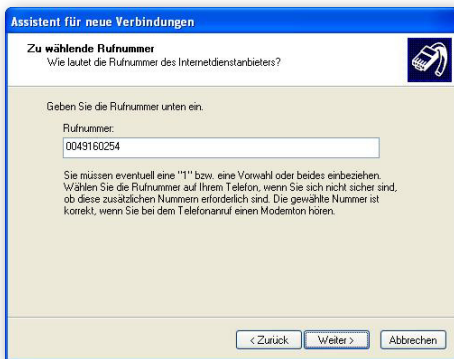 Assistent für neue Verbindungen
Zu wählende Rufnummer
Wie lautet die Rufnummer des Internetdienstanbieters?
Geben Sie die Rufnummer unten ein.
Rufnummer:
0049160254
Sie müssen eventuell eine "1" bzw. eine Vorwahl oder beides einbeziehen.
Wählen Sie die Rufnummer auf Ihrem Telefon, wenn Sie sich nicht sicher sind,
ob diese zusätzlichen Nummern erforderlich sind. Die gewählte Nummer ist
korrekt, wenn Sie bei dem Telefonanruf einen Modemton hören.
< Zurück Weiter > Abbrechen